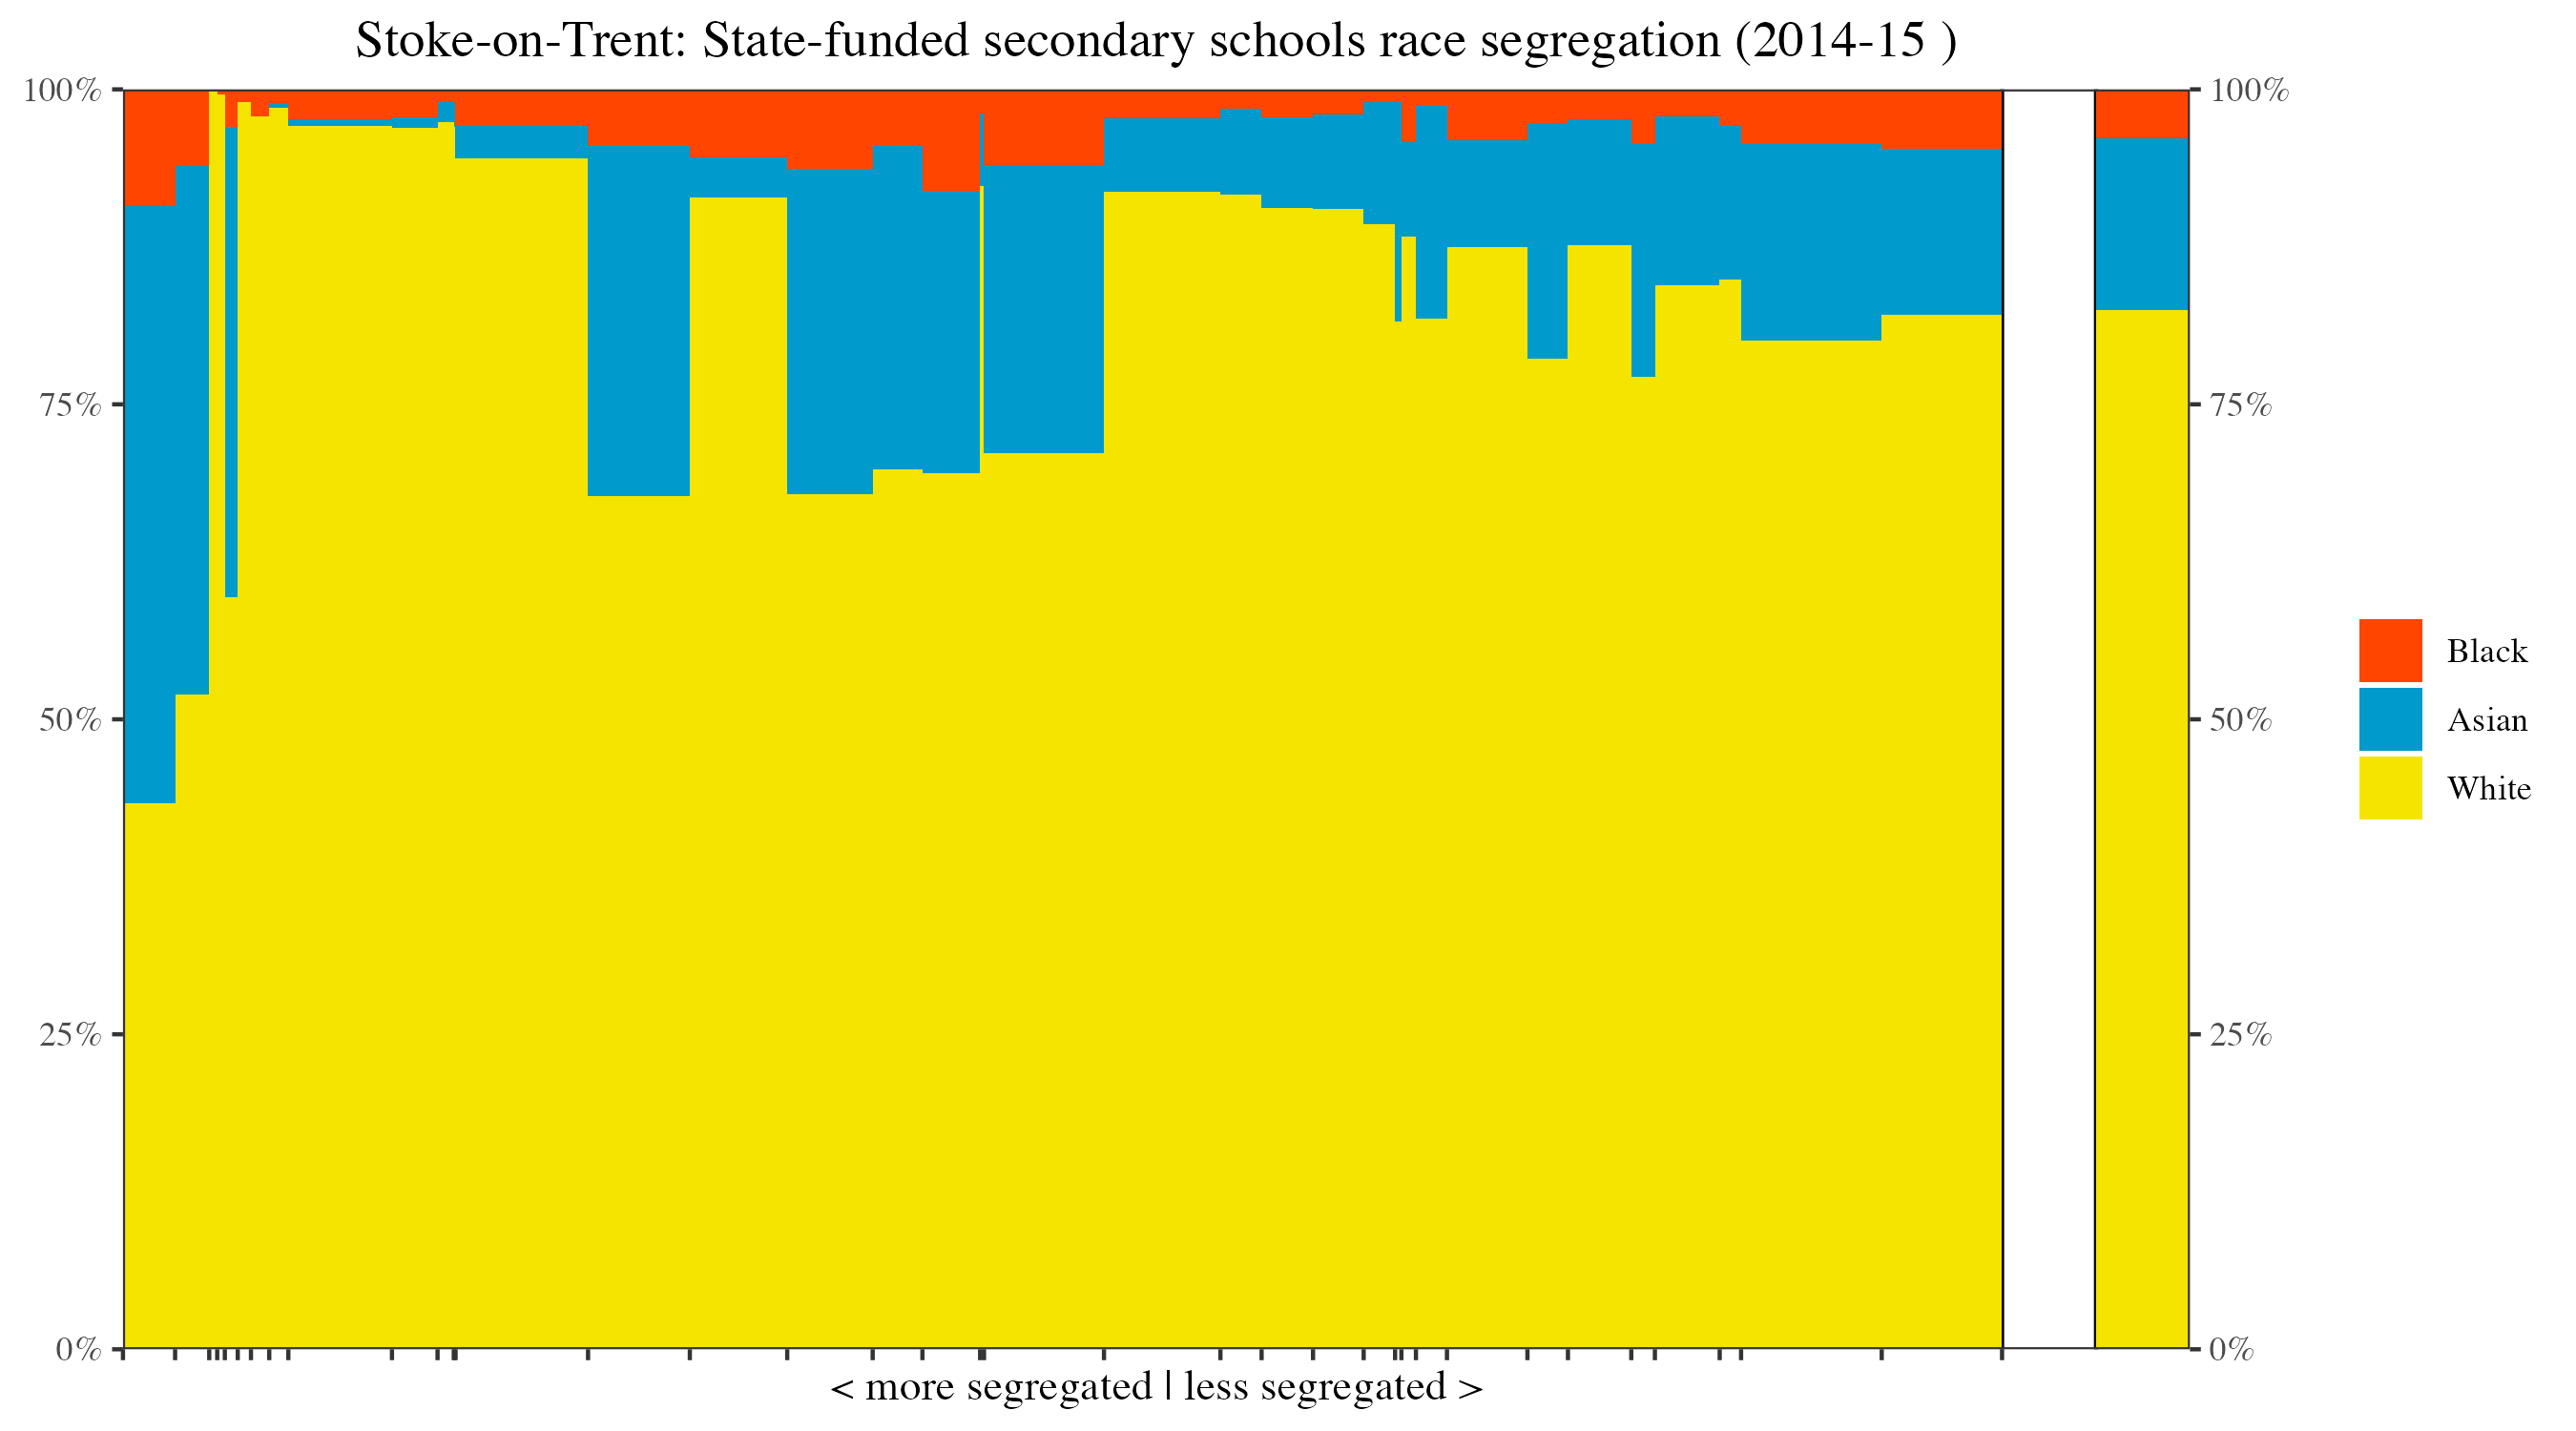 Stoke-on-Trent: State-funded secondary schools race segregation (2014-15 )
100%
75%
50%
25%
0%
100%
75%
50%
25%
0%
Black
Asian
White
< more segregated | less segregated >